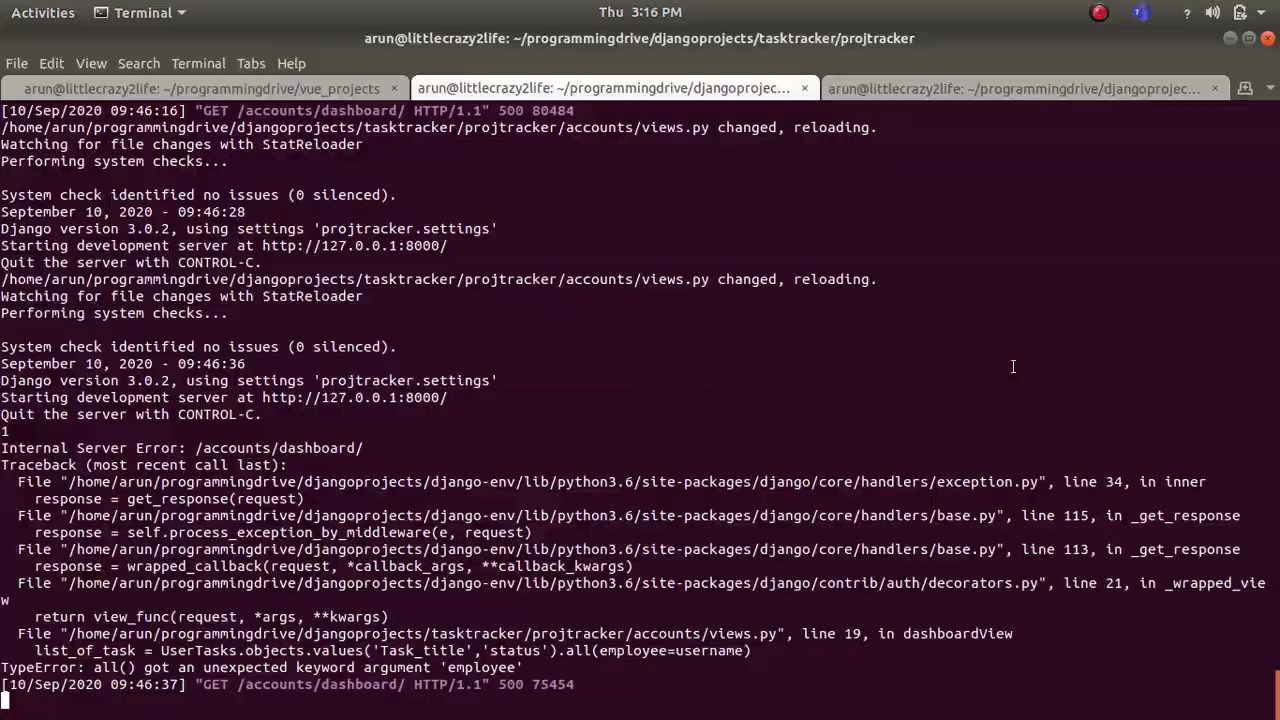 Activities Terminal Thu 3:16 PM ?
arun@littlecrazy2life: ~/programmingdrive/djangoprojects/tasktracker/projtracker
File Edit View Search Terminal Tabs Help
arun@littlecrazy2life: ~/programmingdrive/vue_projects × arun@littlecrazy2life: ~/programmingdrive/djangoprojec... × arun@littlecrazy2life: ~/programmingdrive/djangoprojec... ×
[10/Sep/2020 09:46:16] "GET /accounts/dashboard/ HTTP/1.1" 500 80484
/home/arun/programmingdrive/djangoprojects/tasktracker/projtracker/accounts/views.py changed, reloading.
Watching for file changes with StatReloader
Performing system checks...
System check identified no issues (0 silenced).
September 10, 2020 - 09:46:28
Django version 3.0.2, using settings 'projtracker.settings'
Starting development server at http://127.0.0.1:8000/
Quit the server with CONTROL-C.
/home/arun/programmingdrive/djangoprojects/tasktracker/projtracker/accounts/views.py changed, reloading.
Watching for file changes with StatReloader
Performing system checks...
System check identified no issues (0 silenced).
September 10, 2020 - 09:46:36
Django version 3.0.2, using settings 'projtracker.settings'
Starting development server at http://127.0.0.1:8000/
Quit the server with CONTROL-C.
1
Internal Server Error: /accounts/dashboard/
Traceback (most recent call last):
  File "/home/arun/programmingdrive/djangoprojects/django-env/lib/python3.6/site-packages/django/core/handlers/exception.py", line 34, in inner
    response = get_response(request)
  File "/home/arun/programmingdrive/djangoprojects/django-env/lib/python3.6/site-packages/django/core/handlers/base.py", line 115, in _get_response
    response = self.process_exception_by_middleware(e, request)
  File "/home/arun/programmingdrive/djangoprojects/django-env/lib/python3.6/site-packages/django/core/handlers/base.py", line 113, in _get_response
    response = wrapped_callback(request, *callback_args, **callback_kwargs)
  File "/home/arun/programmingdrive/djangoprojects/django-env/lib/python3.6/site-packages/django/contrib/auth/decorators.py", line 21, in _wrapped_vie
w
    return view_func(request, *args, **kwargs)
  File "/home/arun/programmingdrive/djangoprojects/tasktracker/projtracker/accounts/views.py", line 19, in dashboardView
    list_of_task = UserTasks.objects.values('Task_title','status').all(employee=username)
TypeError: all() got an unexpected keyword argument 'employee'
[10/Sep/2020 09:46:37] "GET /accounts/dashboard/ HTTP/1.1" 500 75454